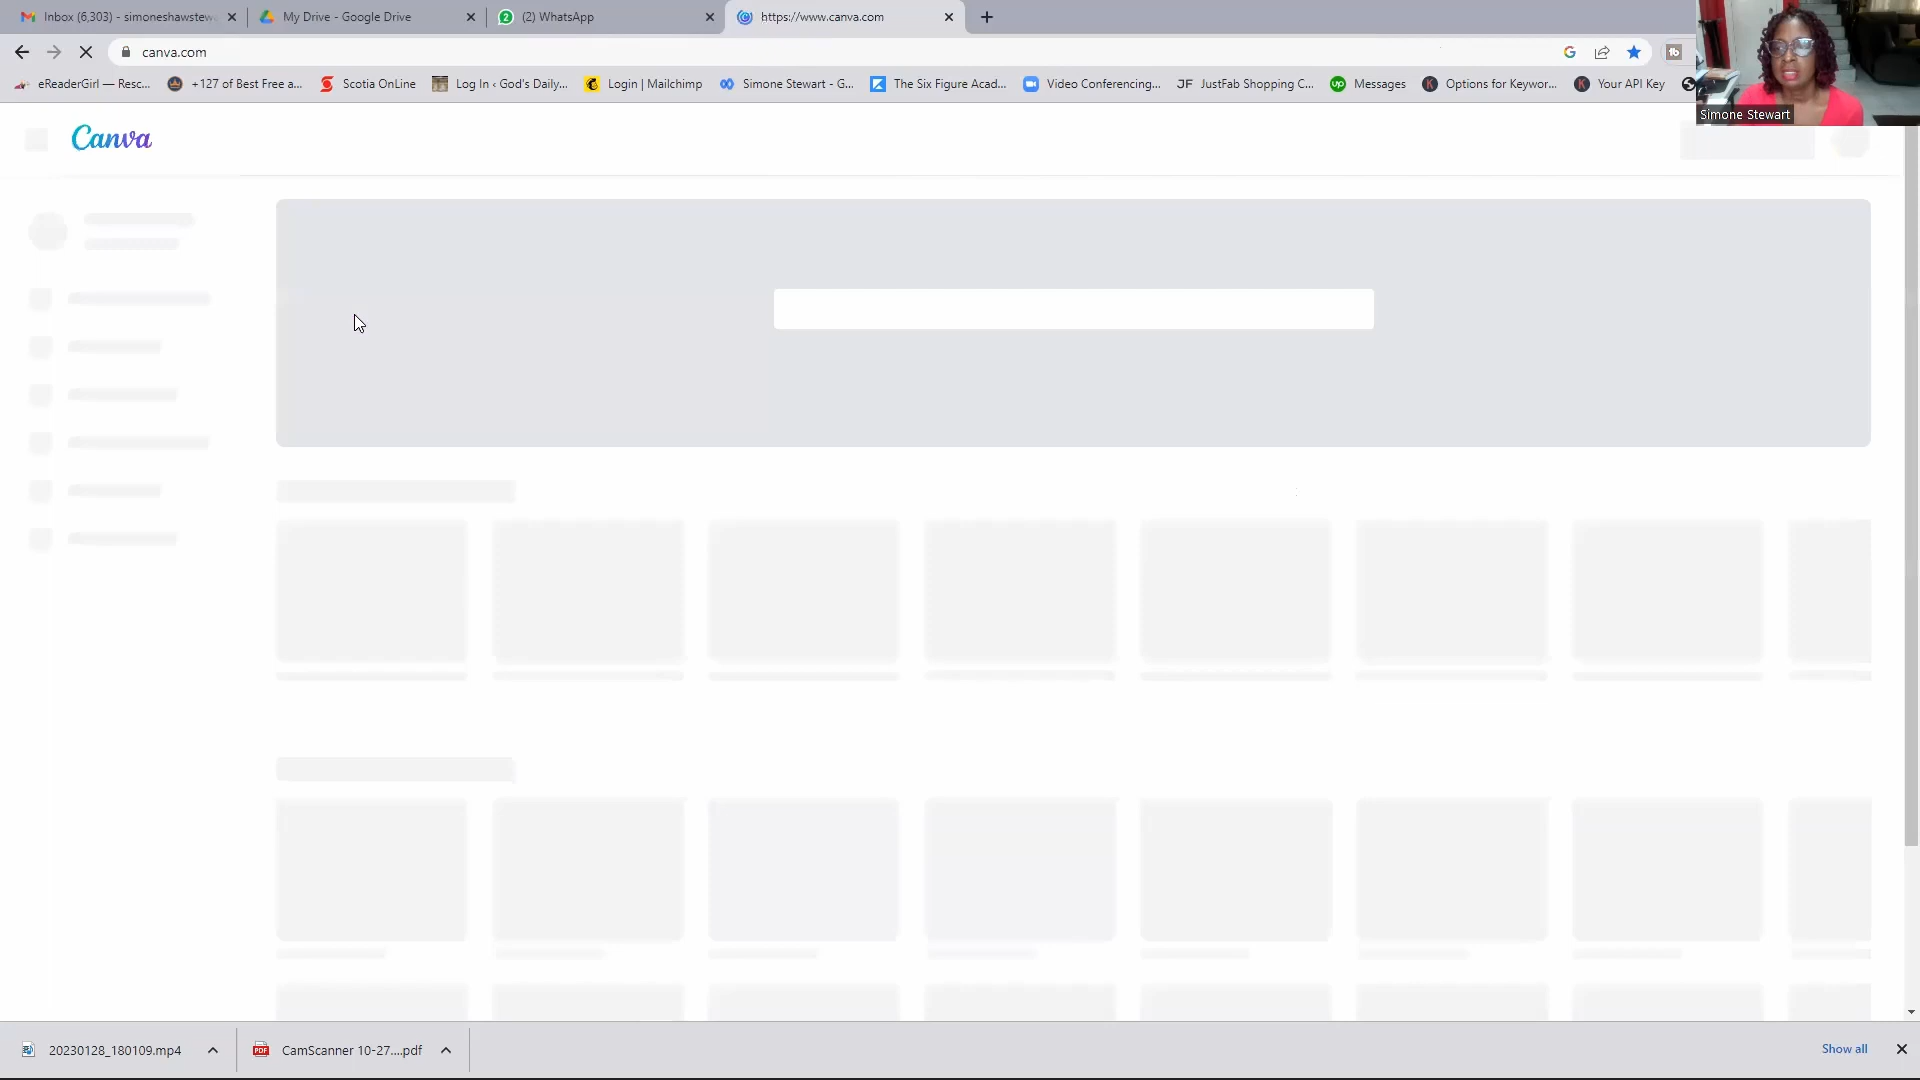 Inbox (6,303) - simoneshawstew
My Drive - Google Drive
2 (2) WhatsApp
https://www.canva.com
canva.com
eReaderGirl — Resc...
+127 of Best Free a...
Scotia OnLine
Log In ‹ God's Daily...
Login | Mailchimp
Simone Stewart - G...
The Six Figure Acad...
Video Conferencing...
JF JustFab Shopping C...
up Messages
K Options for Keywor...
K Your API Key
Simone Stewart
Canva
20230128_180109.mp4
PDF CamScanner 10-27....pdf
Show all